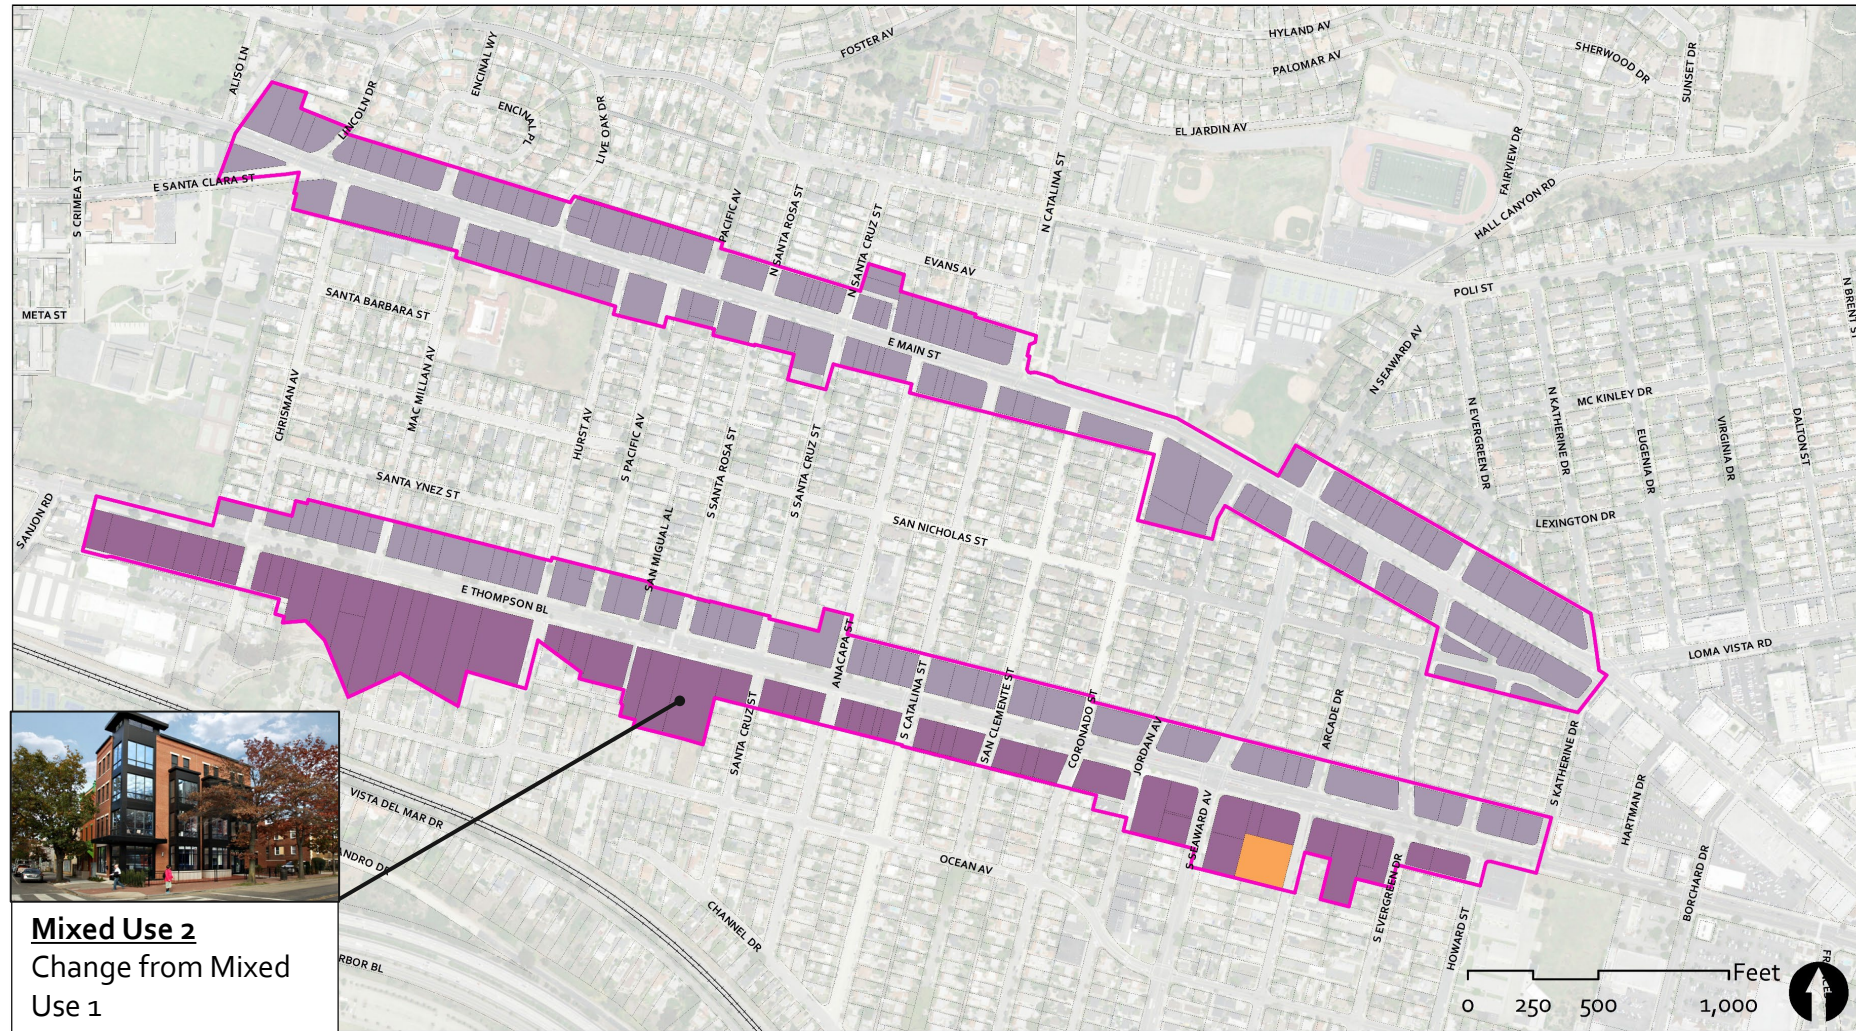 HYLAND AV
FOSTER AV
SHERWOOD DR
ENCINAL WY
PALOMAR AV
ALISO LN
SUNSET DR
LINCOLN DR
ENCINAL PL
LIVE OAK DR
EL JARDIN AV
FAIRVIEW DR
E SANTA CLARA ST
S CRIMEA ST
PACIFIC AV
N SANTA ROSA ST
N CATALINA ST
HALL CANYON RD
N SANTA CRUZ ST
EVANS AV
POLI ST
N BRENT ST
SANTA BARBARA ST
META ST
E MAIN ST
N SEAWARD AV
CHRISMAN AV
MAC MILLAN AV
HURST AV
S PACIFIC AV
S SANTA ROSA ST
S SANTA CRUZ ST
MC KINLEY DR
N EVERGREEN DR
N KATHERINE DR
EUGENIA DR
VIRGINIA DR
DALTON ST
SANTA YNEZ ST
SANJON RD
SAN NICHOLAS ST
LEXINGTON DR
SAN MIGUAL AL
E THOMPSON BL
ANACAPA ST
LOMA VISTA RD
S CATALINA ST
SAN CLEMENTE ST
SANTA CRUZ ST
CORONADO ST
JORDAN AV
ARCADE DR
S KATHERINE DR
HARTMAN DR
VISTA DEL MAR DR
S SEAWARD AV
OCEAN AV
S EVERGREEN DR
BORCHARD DR
CHANNEL DR
HOWARD ST
RBOR BL
Mixed Use 2
Change from Mixed
Use 1
Feet
0 250 500 1,000